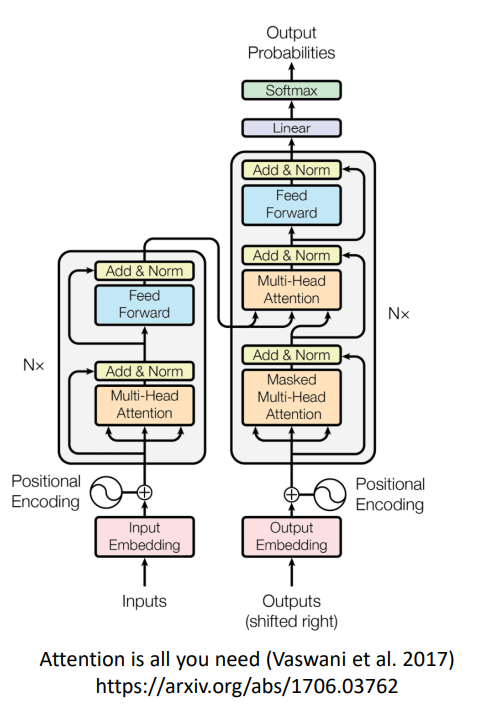 Output
Probabilities
Softmax
Linear
Add & Norm
Feed
Forward
Add & Norm
Multi-Head
Attention
Add & Norm
Masked
Multi-Head
Attention
Nx
Positional
Encoding
Output
Embedding
Outputs
(shifted right)
Add & Norm
Feed
Forward
Add & Norm
Multi-Head
Attention
Nx
Positional
Encoding
Input
Embedding
Inputs
Attention is all you need (Vaswani et al. 2017)
https://arxiv.org/abs/1706.03762